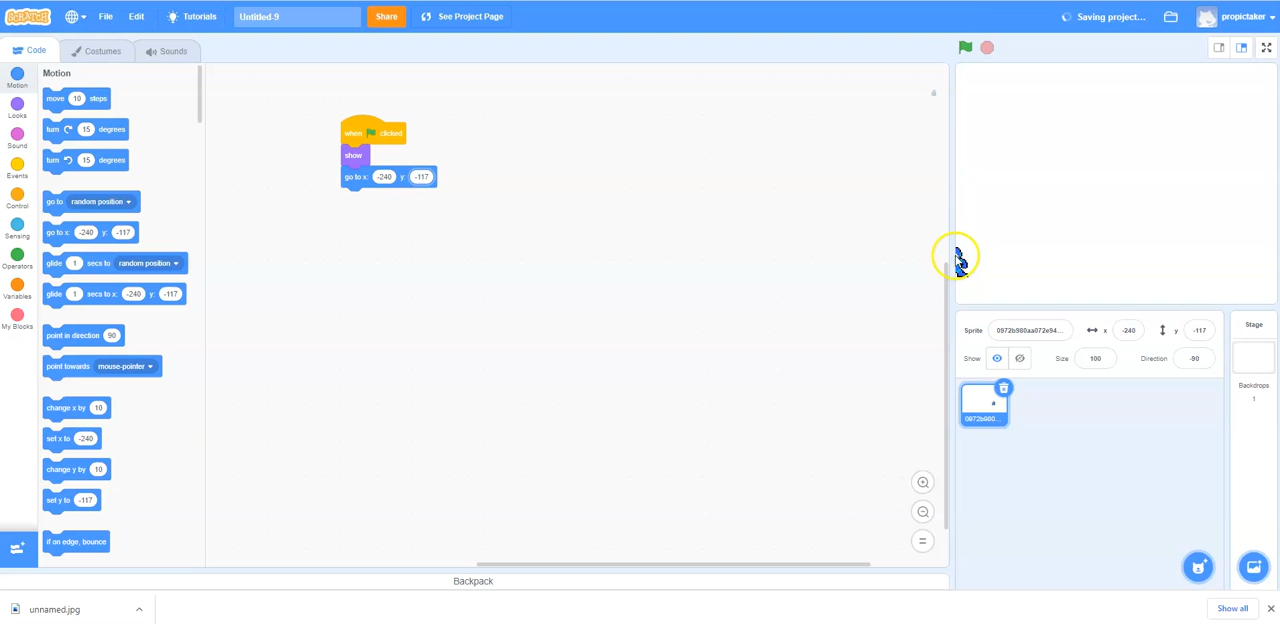 SCRATCH File Edit Tutorials Untitled-9 Share See Project Page Saving project... propictaker
Code Costumes Sounds
Motion
Looks
Sound
Events
Control
Sensing
Operators
Variables
My Blocks
Motion
move 10 steps
turn 15 degrees
turn 15 degrees
go to random position
go to x: -240 y: -117
glide 1 secs to random position
glide 1 secs to x: -240 y: -117
point in direction 90
point towards mouse-pointer
change x by 10
set x to -240
change y by 10
set y to -117
if on edge, bounce
when clicked
show
go to x: -240 y: -117
Sprite 0972b980aa072e94... x -240 y -117
Show Size 100 Direction -90
0972b980...
Stage
Backdrops
1
Backpack
unnamed.jpg Show all